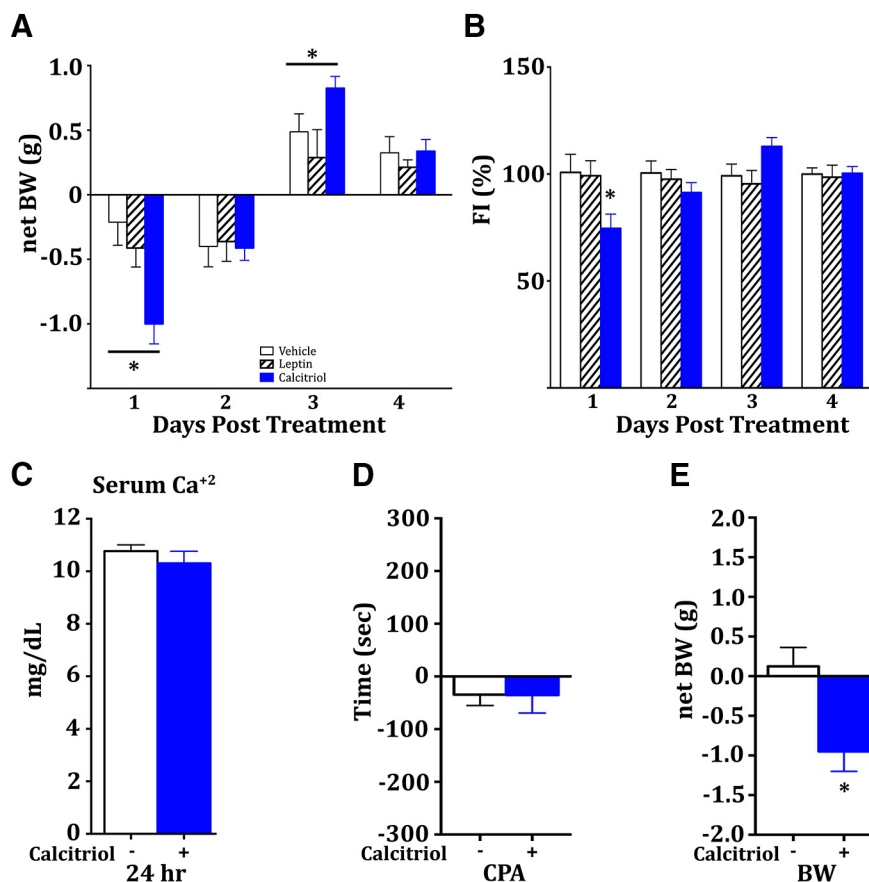 A
net BW (g)
1.0
0.5
0
-0.5
-1.0
*
*
Vehicle
Leptin
Calcitriol
1 2 3 4
Days Post Treatment
B
FI (%)
150
100
50
*
1 2 3 4
Days Post Treatment
C
Serum Ca+2
mg/dL
12
10
8
6
4
2
0
Calcitriol - +
24 hr
D
Time (sec)
300
200
100
0
-100
-200
-300
Calcitriol - +
CPA
E
net BW (g)
2.0
1.5
1.0
0.5
0.0
-0.5
-1.0
-1.5
-2.0
*
Calcitriol - +
BW